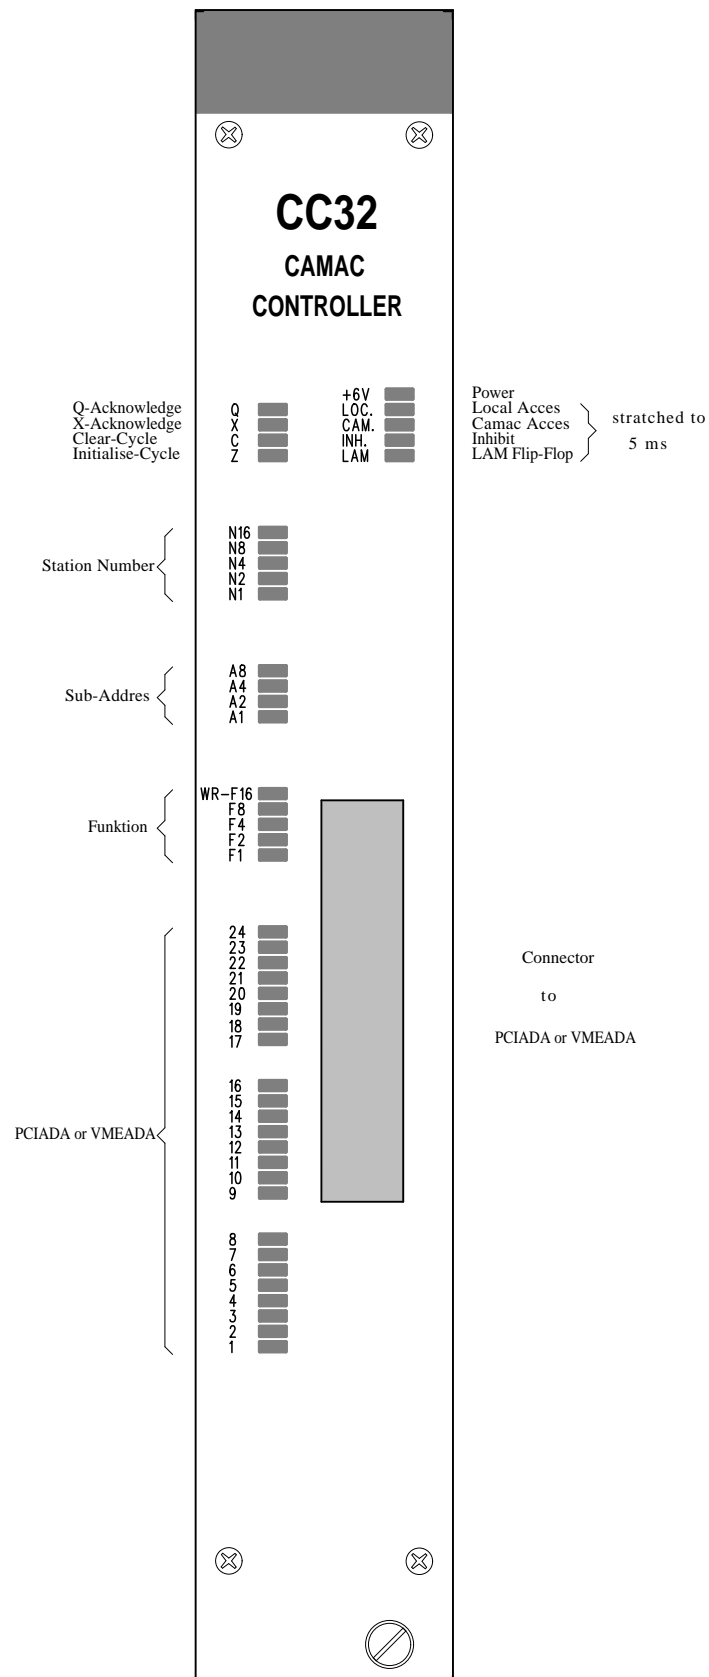 CC32
CAMAC
CONTROLLER
+6V Power
Q-Acknowledge Q LOC. Local Acces
X-Acknowledge X CAM. Camac Acces
Clear-Cycle C INH. Inhibit
Initialise-Cycle Z LAM LAM Flip-Flop
stratched to
5 ms
N16
N8
Station Number N4
N2
N1
A8
A4
Sub-Addres A2
A1
WR-F16
F8
Funktion F4
F2
F1
24
23
22
21
20
19
18
17
Connector
to
PCIADA or VMEADA
16
15
14
PCIADA or VMEADA 13
12
11
10
9
8
7
6
5
4
3
2
1